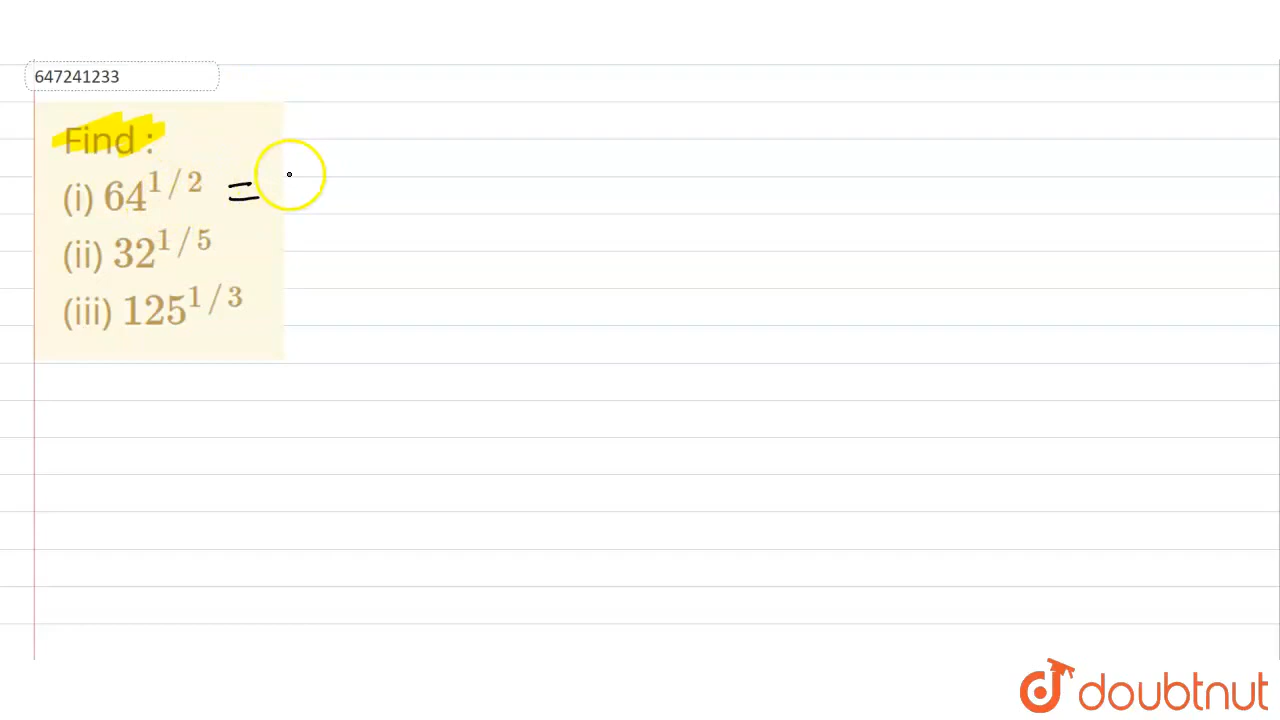 647241233
Find :
(i) 64^{1/2} =
(ii) 32^{1/5}
(iii) 125^{1/3}
doubtnut